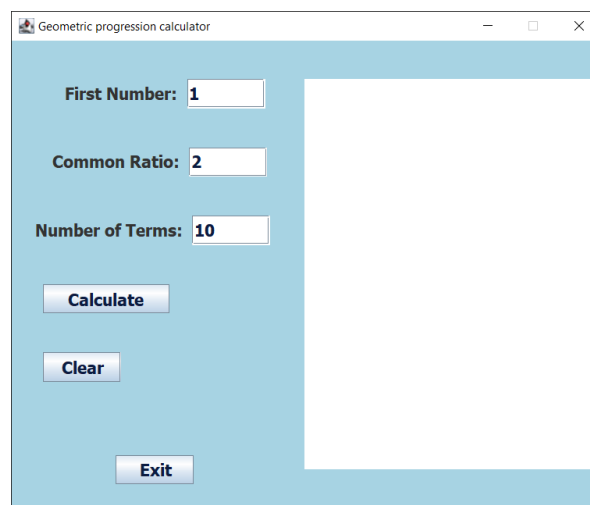 Geometric progression calculator
First Number: 1
Common Ratio: 2
Number of Terms: 10
Calculate
Clear
Exit